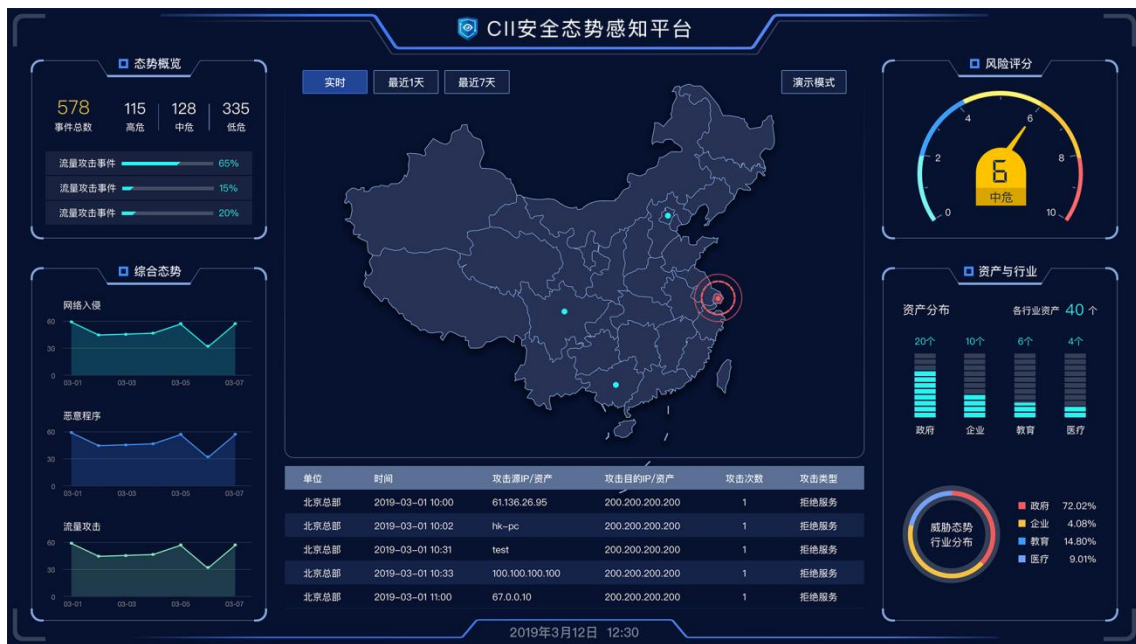 CII安全态势感知平台
态势概览
578
115
128
335
事件总数
高危
中危
低危
流量攻击事件 65%
流量攻击事件 15%
流量攻击事件 20%
综合态势
网络入侵
60
30
0
03-01 03-03 03-05 03-07
恶意程序
60
30
0
03-01 03-03 03-05 03-07
流量攻击
60
30
0
03-01 03-03 03-05 03-07
实时 最近1天 最近7天 演示模式
单位 时间 攻击源IP/资产 攻击目的IP/资产 攻击次数 攻击类型
北京总部 2019-03-01 10:00 61.136.26.95 200.200.200.200 1 拒绝服务
北京总部 2019-03-01 10:02 hk-pc 200.200.200.200 1 拒绝服务
北京总部 2019-03-01 10:31 test 200.200.200.200 1 拒绝服务
北京总部 2019-03-01 10:33 100.100.100.100 200.200.200.200 1 拒绝服务
北京总部 2019-03-01 11:00 67.0.0.10 200.200.200.200 1 拒绝服务
风险评分
0
2
4
6
8
10
6
中危
资产与行业
资产分布 各行业资产 40 个
20个 10个 6个 4个
政府 企业 教育 医疗
威胁态势
行业分布
政府 72.02%
企业 4.08%
教育 14.80%
医疗 9.01%
2019年3月12日 12:30